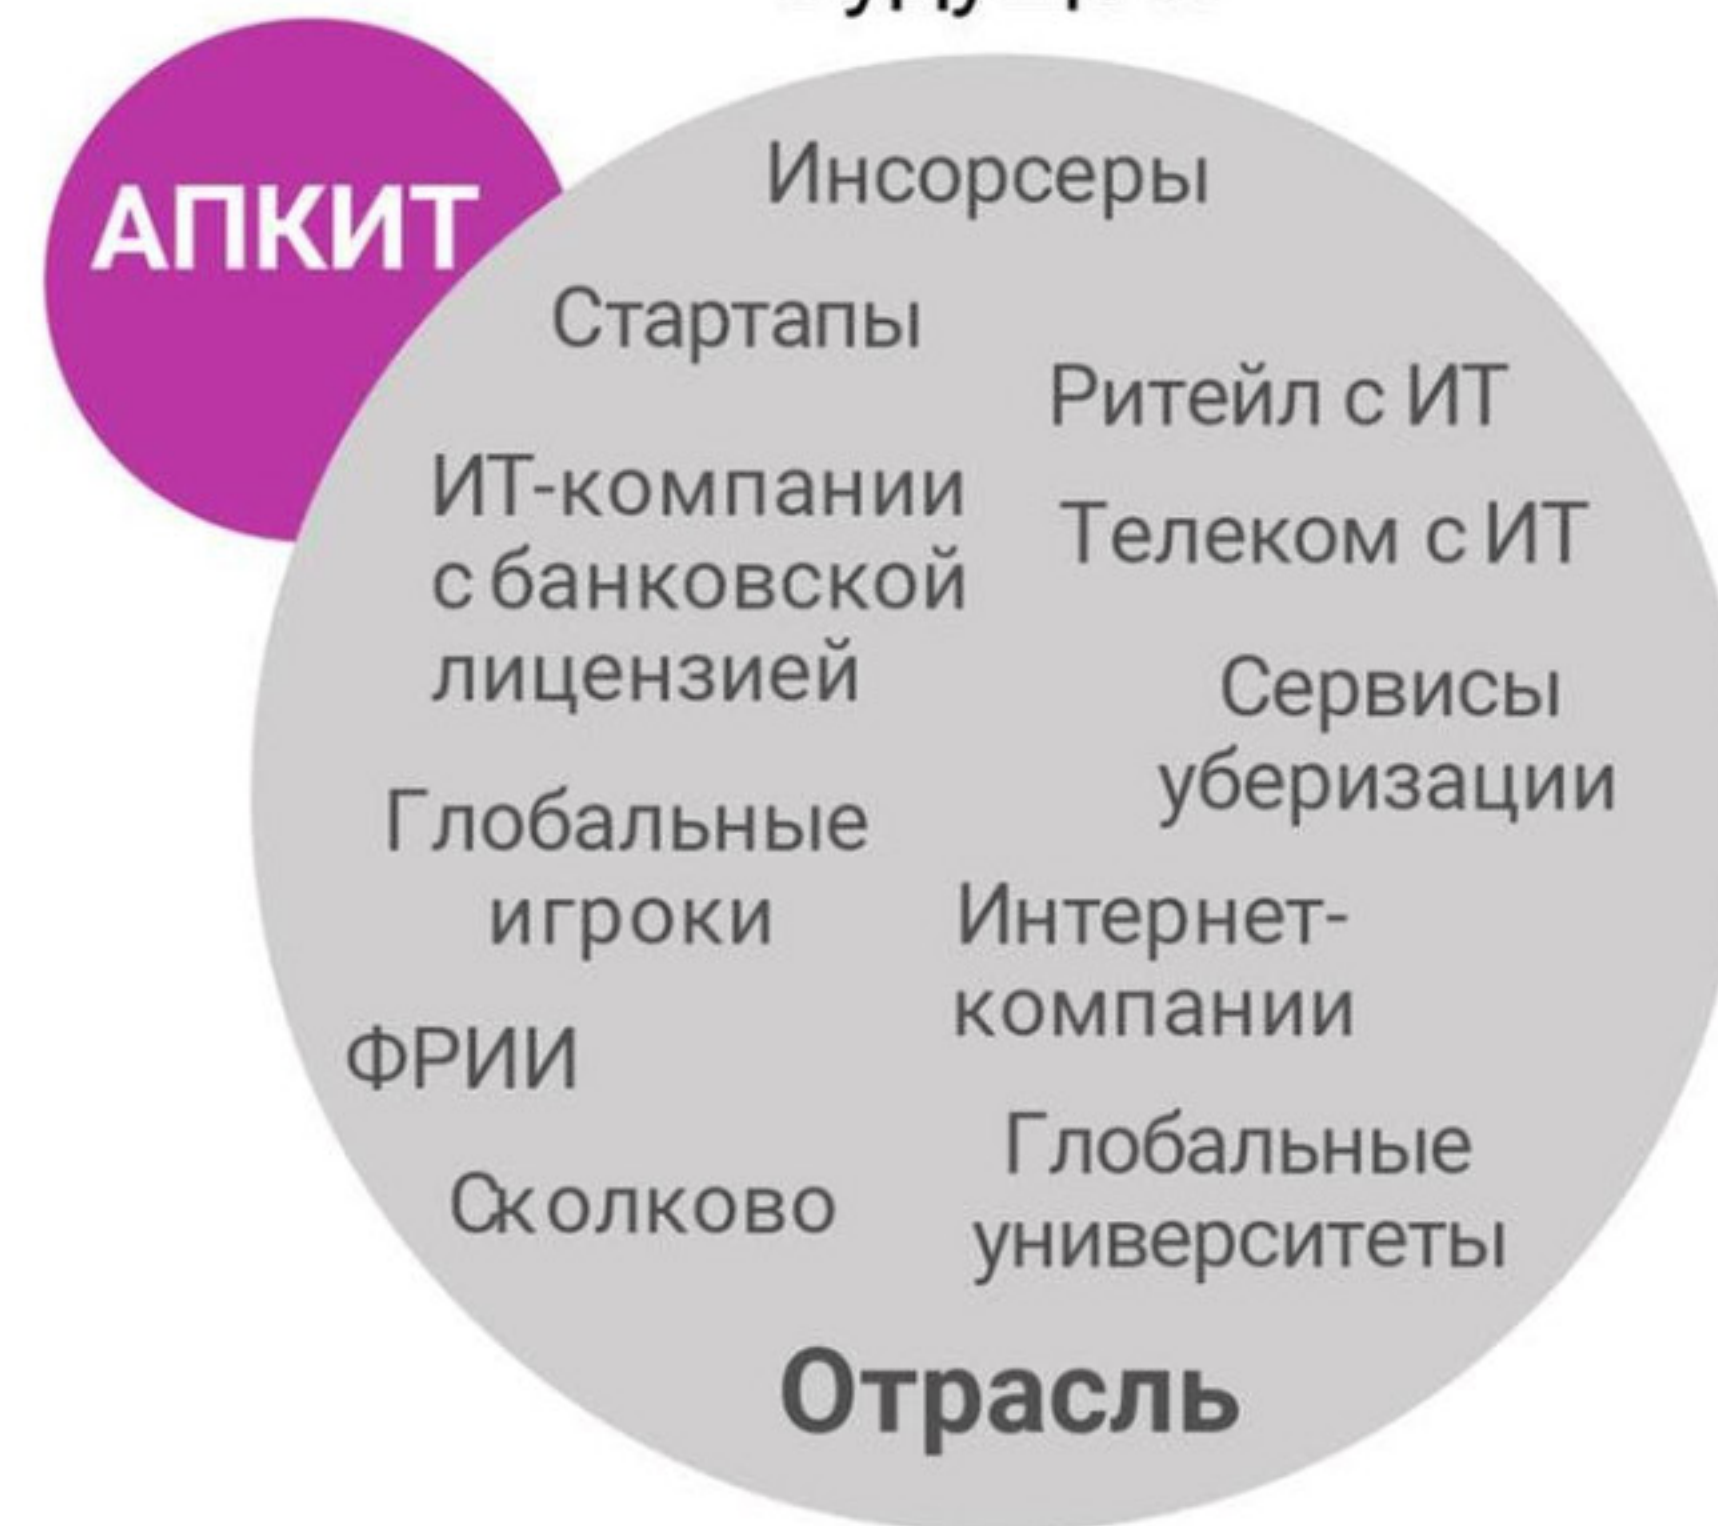 АПКИТ
Инсорсеры
Стартапы
Ритейл с ИТ
ИТ-компании
с банковской
лицензией
Телеком с ИТ
Сервисы
уберизации
Глобальные
игроки
Интернет-
компании
ФРИИ
Глобальные
университеты
Сколково
Отрасль